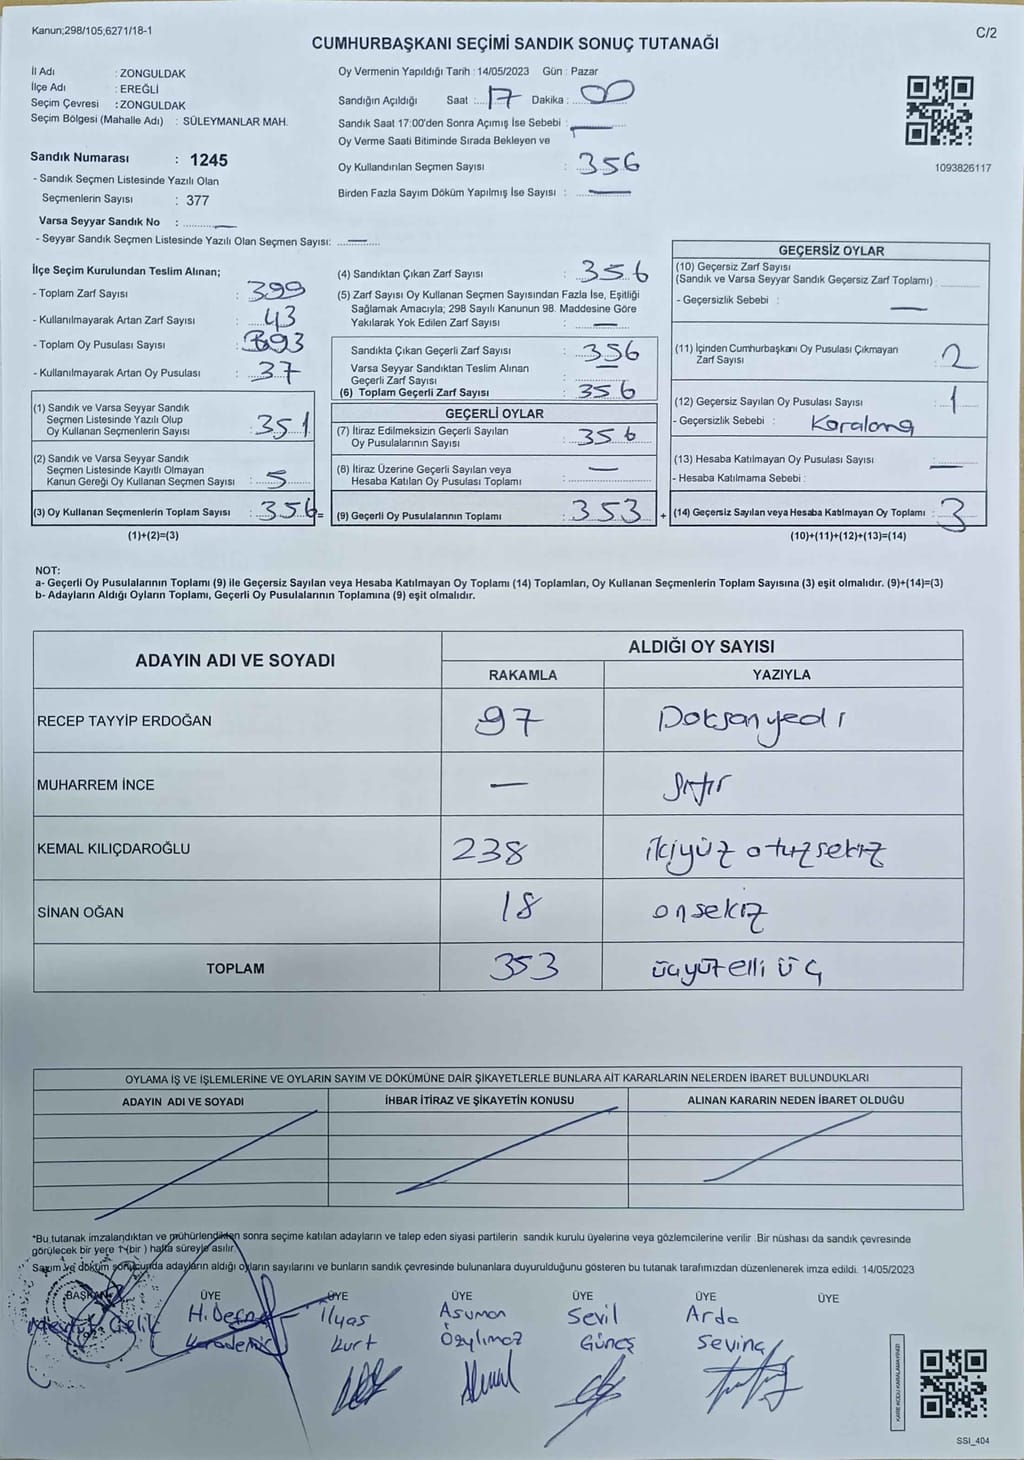 Kanun;298/105,6271/18-1
C/2
CUMHURBAŞKANI SEÇİMİ SANDIK SONUÇ TUTANAĞI
İl Adı : ZONGULDAK
İlçe Adı : EREĞLİ
Seçim Çevresi : ZONGULDAK
Seçim Bölgesi (Mahalle Adı) : SÜLEYMANLAR MAH.
Oy Vermenin Yapıldığı Tarih : 14/05/2023 Gün : Pazar
Sandığın Açıldığı Saat : 17 Dakika : 00
Sandık Saat 17:00'den Sonra Açımış İse Sebebi : —
Oy Verme Saati Bitiminde Sırada Bekleyen ve
Oy Kullandırılan Seçmen Sayısı : 356
Birden Fazla Sayım Döküm Yapılmış İse Sayısı : —
1093826117
Sandık Numarası : 1245
- Sandık Seçmen Listesinde Yazılı Olan
Seçmenlerin Sayısı : 377
Varsa Seyyar Sandık No : —
- Seyyar Sandık Seçmen Listesinde Yazılı Olan Seçmen Sayısı: —
İlçe Seçim Kurulundan Teslim Alınan;
- Toplam Zarf Sayısı : 399
- Kullanılmayarak Artan Zarf Sayısı : 43
- Toplam Oy Pusulası Sayısı : 393
- Kullanılmayarak Artan Oy Pusulası : 37
(1) Sandık ve Varsa Seyyar Sandık
Seçmen Listesinde Yazılı Olup
Oy Kullanan Seçmenlerin Sayısı : 351
(2) Sandık ve Varsa Seyyar Sandık
Seçmen Listesinde Kayıtlı Olmayan
Kanun Gereği Oy Kullanan Seçmen Sayısı : 5
(3) Oy Kullanan Seçmenlerin Toplam Sayısı : 356 =
(1)+(2)=(3)
(4) Sandıktan Çıkan Zarf Sayısı : 356
(5) Zarf Sayısı Oy Kullanan Seçmen Sayısından Fazla İse, Eşitliği
Sağlamak Amacıyla; 298 Sayılı Kanunun 98. Maddesine Göre
Yakılarak Yok Edilen Zarf Sayısı : —
Sandıkta Çıkan Geçerli Zarf Sayısı : 356
Varsa Seyyar Sandıktan Teslim Alınan
Geçerli Zarf Sayısı : —
(6) Toplam Geçerli Zarf Sayısı : 356
GEÇERLİ OYLAR
(7) İtiraz Edilmeksizin Geçerli Sayılan
Oy Pusulalarının Sayısı : 356
(8) İtiraz Üzerine Geçerli Sayılan veya
Hesaba Katılan Oy Pusulası Toplamı : —
(9) Geçerli Oy Pusulalarının Toplamı : 353 +
GEÇERSİZ OYLAR
(10) Geçersiz Zarf Sayısı
(Sandık ve Varsa Seyyar Sandık Geçersiz Zarf Toplamı) :
- Geçersizlik Sebebi : —
(11) İçinden Cumhurbaşkanı Oy Pusulası Çıkmayan
Zarf Sayısı : 2
(12) Geçersiz Sayılan Oy Pusulası Sayısı : 1
- Geçersizlik Sebebi : Karalama
(13) Hesaba Katılmayan Oy Pusulası Sayısı : —
- Hesaba Katılmama Sebebi :
(14) Geçersiz Sayılan veya Hesaba Katılmayan Oy Toplamı : 3
(10)+(11)+(12)+(13)=(14)
NOT:
a- Geçerli Oy Pusulalarının Toplamı (9) ile Geçersiz Sayılan veya Hesaba Katılmayan Oy Toplamı (14) Toplamları, Oy Kullanan Seçmenlerin Toplam Sayısına (3) eşit olmalıdır. (9)+(14)=(3)
b- Adayların Aldığı Oyların Toplamı, Geçerli Oy Pusulalarının Toplamına (9) eşit olmalıdır.
ADAYIN ADI VE SOYADI ALDIĞI OY SAYISI
RAKAMLA YAZIYLA
RECEP TAYYİP ERDOĞAN 97 Doksanyedi
MUHARREM İNCE — Sıfır
KEMAL KILIÇDAROĞLU 238 ikiyüz otuzsekiz
SİNAN OĞAN 18 onsekiz
TOPLAM 353 üçyüzelli üç
OYLAMA İŞ VE İŞLEMLERİNE VE OYLARIN SAYIM VE DÖKÜMÜNE DAİR ŞİKAYETLERLE BUNLARA AİT KARARLARIN NELERDEN İBARET BULUNDUKLARI
ADAYIN ADI VE SOYADI İHBAR İTİRAZ VE ŞİKAYETİN KONUSU ALINAN KARARIN NEDEN İBARET OLDUĞU
*Bu tutanak imzalandıktan ve mühürlendikten sonra seçime katılan adayların ve talep eden siyasi partilerin sandık kurulu üyelerine veya gözlemcilerine verilir. Bir nüshası da sandık çevresinde
görülecek bir yere 1 (bir) hafta süreyle asılır.
Sayım ve döküm sonucunda adayların aldığı oyların sayılarını ve bunların sandık çevresinde bulunanlara duyurulduğunu gösteren bu tutanak tarafımızdan düzenlenerek imza edildi. 14/05/2023
BAŞKAN ÜYE ÜYE ÜYE ÜYE ÜYE ÜYE
Mevlüt Çelik H. Derna Karademir İlyas Kurt Asuman Özyılmaz Sevil Güneş Arda Sevinç
KARE KODU KARALAMAYINIZ!
SSI_404